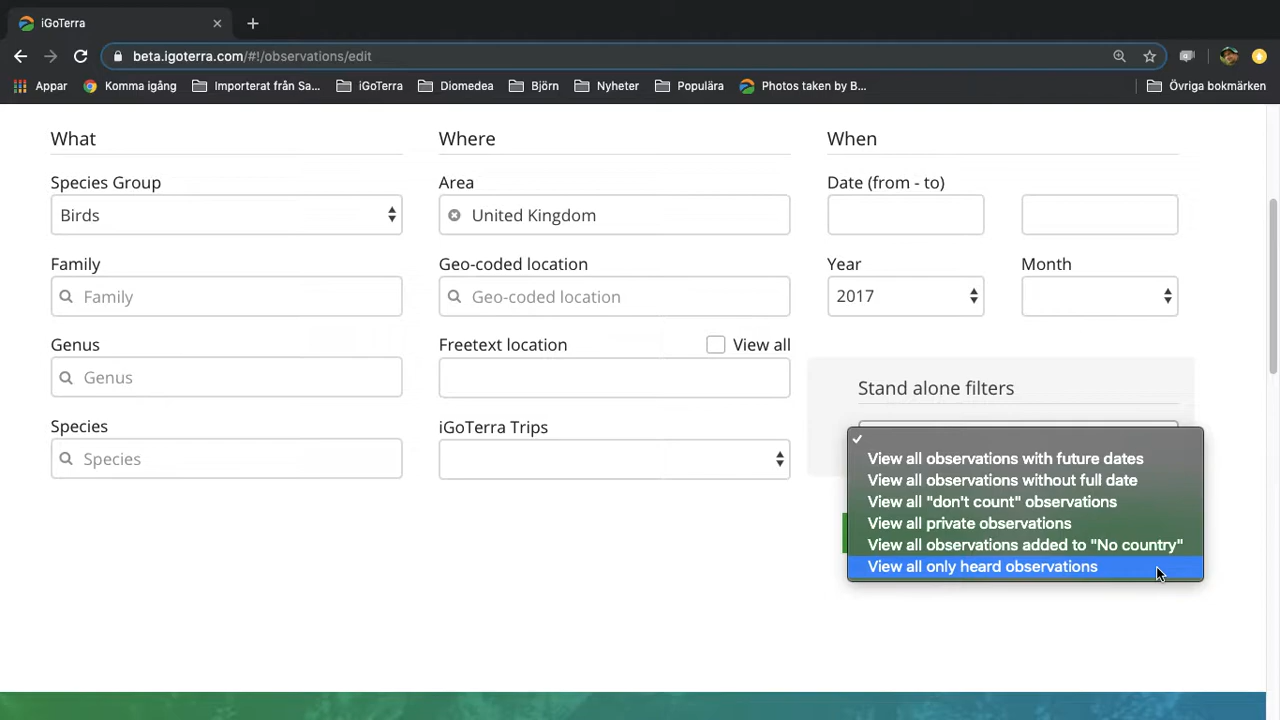 iGoTerra
beta.igoterra.com/#!/observations/edit
Appar Komma igång Importerat från Sa... iGoTerra Diomedea Björn Nyheter Populära Photos taken by B... Övriga bokmärken
What Where When
Species Group Area Date (from - to)
Birds United Kingdom
Family Geo-coded location Year Month
Family Geo-coded location 2017
Genus Freetext location View all
Genus
Stand alone filters
Species iGoTerra Trips
Species
View all observations with future dates
View all observations without full date
View all "don't count" observations
View all private observations
View all observations added to "No country"
View all only heard observations